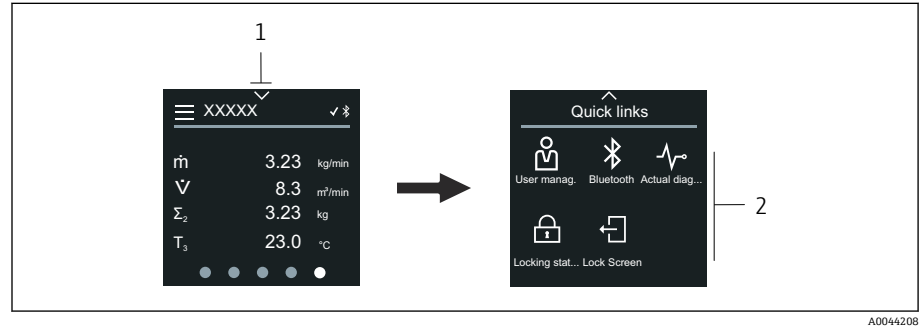 1
XXXXX
ṁ 3.23 kg/min
V̇ 8.3 m³/min
Σ₂ 3.23 kg
T₃ 23.0 °C
Quick links
User manag. Bluetooth Actual diag...
Locking stat... Lock Screen
2
A0044208